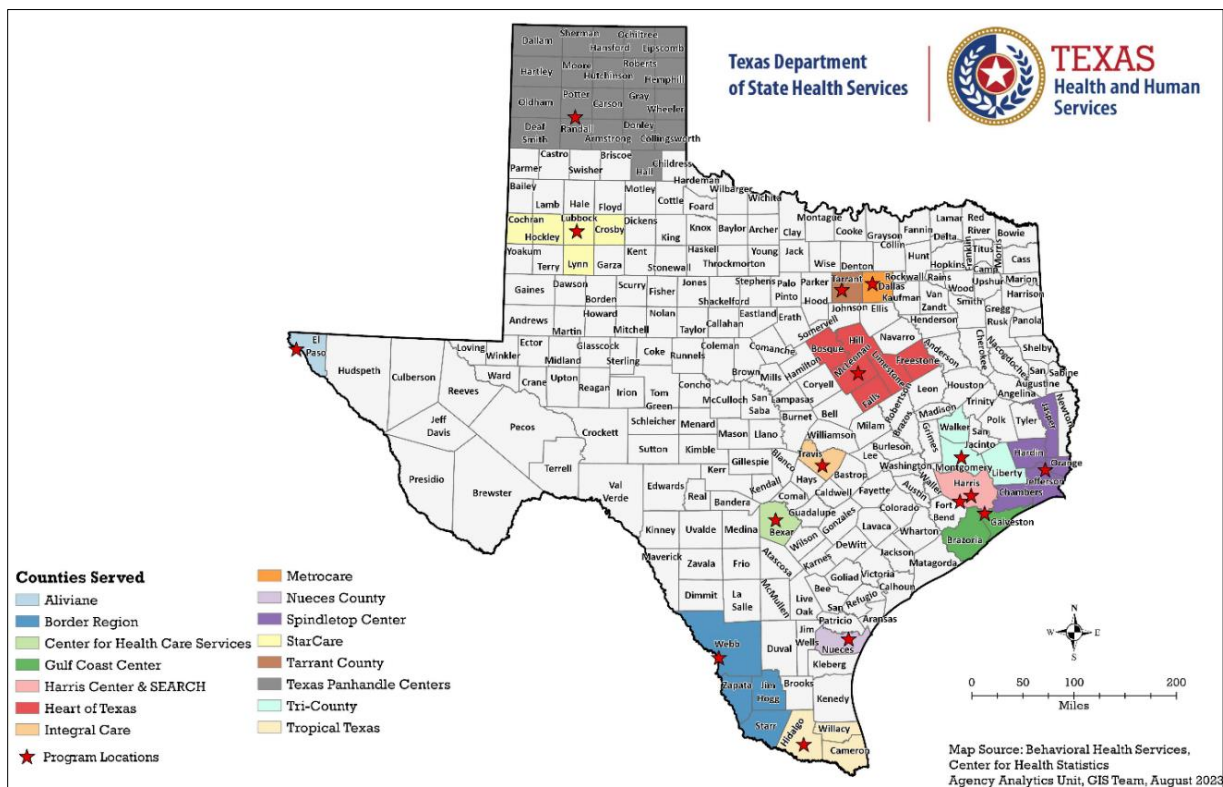 Texas Department
of State Health Services
TEXAS
Health and Human
Services
Dallam
Sherman
Hansford
Ochiltree
Lipscomb
Hartley
Moore
Hutchinson
Roberts
Hemphill
Oldham
Potter
Carson
Gray
Wheeler
Deaf
Smith
Randall
Armstrong
Donley
Collingsworth
Parmer
Castro
Swisher
Briscoe
Hall
Childress
Hardeman
Bailey
Lamb
Hale
Floyd
Motley
Cottle
Foard
Wilbarger
Wichita
Cochran
Hockley
Lubbock
Crosby
Dickens
King
Knox
Baylor
Archer
Clay
Montague
Cooke
Grayson
Fannin
Lamar
Red
River
Bowie
Delta
Titus
Franklin
Morris
Cass
Camp
Yoakum
Terry
Lynn
Garza
Kent
Stonewall
Haskell
Throckmorton
Young
Jack
Wise
Denton
Collin
Hunt
Hopkins
Rockwall
Rains
Wood
Upshur
Marion
Harrison
Gaines
Dawson
Borden
Scurry
Fisher
Jones
Shackelford
Stephens
Palo
Pinto
Parker
Hood
Tarrant
Dallas
Kaufman
Van
Zandt
Smith
Gregg
Rusk
Panola
Andrews
Martin
Howard
Mitchell
Nolan
Taylor
Callahan
Eastland
Erath
Somervell
Johnson
Ellis
Henderson
Navarro
Anderson
Cherokee
Nacogdoches
Shelby
El
Paso
Hudspeth
Culberson
Loving
Winkler
Ector
Midland
Glasscock
Sterling
Coke
Runnels
Coleman
Brown
Comanche
Mills
Hamilton
Bosque
Hill
McLennan
Limestone
Freestone
Falls
Leon
Houston
Trinity
Angelina
San
Augustine
Sabine
Reeves
Ward
Crane
Upton
Reagan
Irion
Tom
Green
Concho
McCulloch
San
Saba
Lampasas
Coryell
Bell
Milam
Robertson
Brazos
Madison
Grimes
Walker
San
Jacinto
Polk
Tyler
Jasper
Newton
Jeff
Davis
Pecos
Crockett
Schleicher
Menard
Mason
Llano
Burnet
Williamson
Burleson
Lee
Washington
Waller
Montgomery
Liberty
Hardin
Orange
Jefferson
Chambers
Presidio
Brewster
Terrell
Val
Verde
Sutton
Kimble
Gillespie
Blanco
Travis
Bastrop
Hays
Kerr
Kendall
Comal
Caldwell
Fayette
Austin
Harris
Fort
Bend
Galveston
Brazoria
Edwards
Real
Bandera
Bexar
Guadalupe
Gonzales
Colorado
Lavaca
Wharton
Matagorda
Kinney
Uvalde
Medina
Wilson
Karnes
DeWitt
Jackson
Maverick
Zavala
Frio
Atascosa
Goliad
Victoria
Calhoun
Dimmit
La
Salle
McMullen
Live
Oak
Bee
Refugio
San
Patricio
Aransas
Webb
Duval
Jim
Wells
Nueces
Kleberg
Zapata
Jim
Hogg
Brooks
Kenedy
Starr
Hidalgo
Willacy
Cameron
Counties Served
Aliviane
Border Region
Center for Health Care Services
Gulf Coast Center
Harris Center & SEARCH
Heart of Texas
Integral Care
Program Locations
Metrocare
Nueces County
Spindletop Center
StarCare
Tarrant County
Texas Panhandle Centers
Tri-County
Tropical Texas
N
W E
S
0 50 100 200
Miles
Map Source: Behavioral Health Services,
Center for Health Statistics
Agency Analytics Unit, GIS Team, August 2023